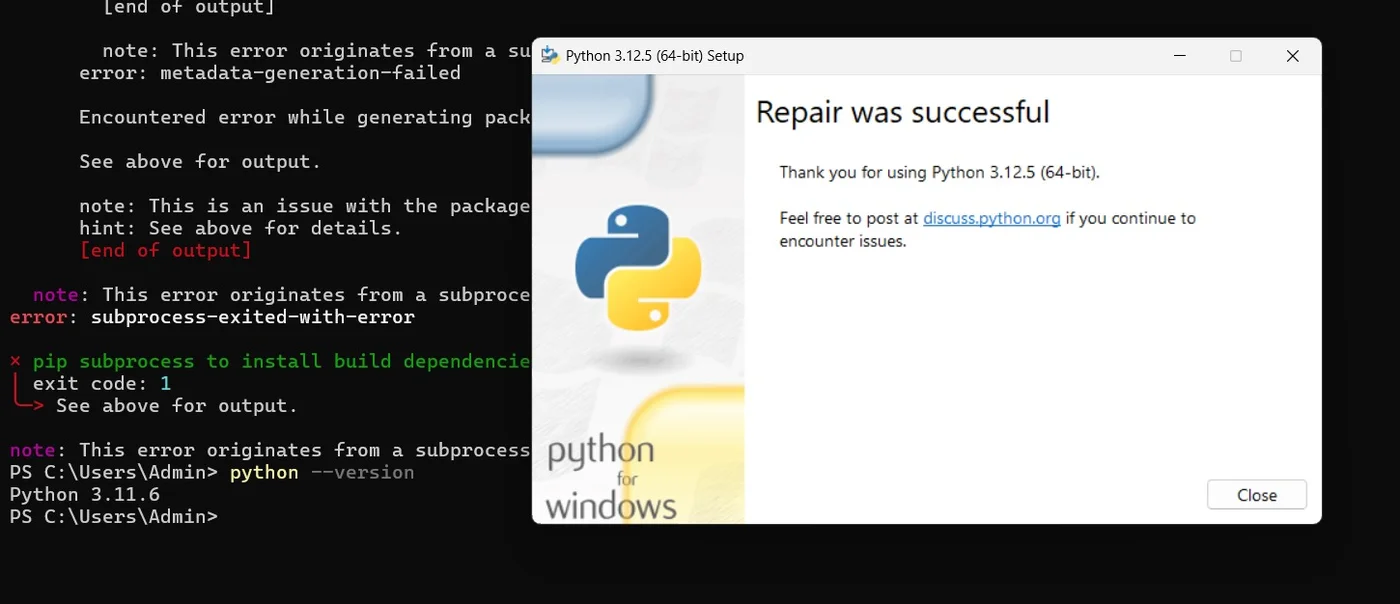 [end of output]
note: This error originates from a su
error: metadata-generation-failed
Encountered error while generating pack
See above for output.
note: This is an issue with the package
hint: See above for details.
[end of output]
note: This error originates from a subproce
error: subprocess-exited-with-error
× pip subprocess to install build dependencie
exit code: 1
See above for output.
note: This error originates from a subprocess
PS C:\Users\Admin> python --version
Python 3.11.6
PS C:\Users\Admin>
Python 3.12.5 (64-bit) Setup
Repair was successful
Thank you for using Python 3.12.5 (64-bit).
Feel free to post at discuss.python.org if you continue to
encounter issues.
python
for
windows
Close